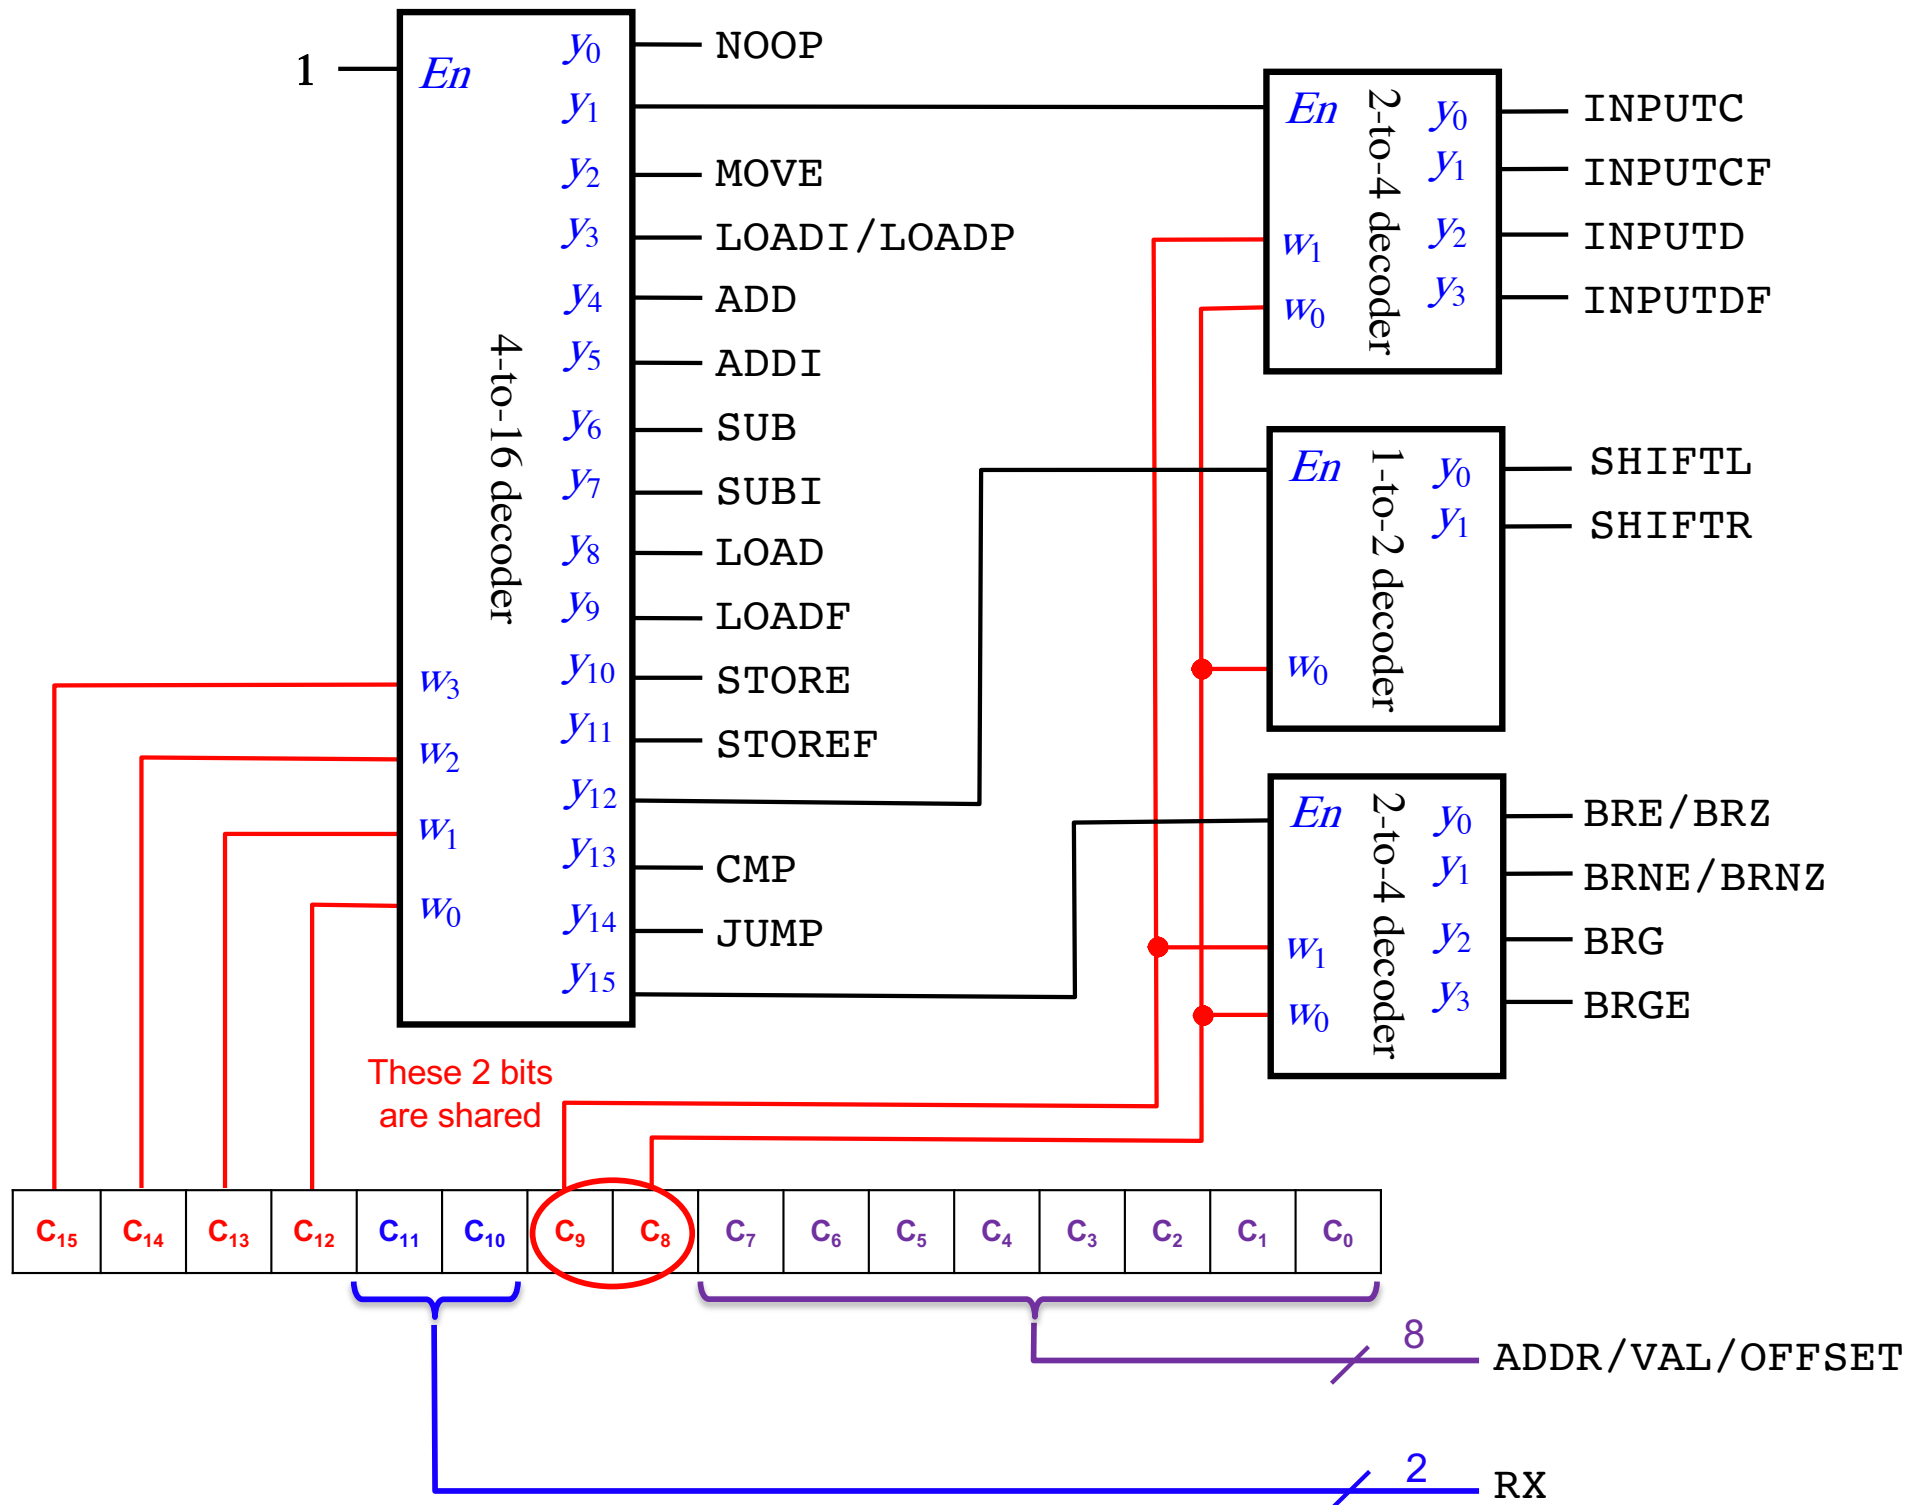 1
En
y0
NOOP
y1
y2
MOVE
y3
LOADI/LOADP
y4
ADD
y5
ADDI
y6
SUB
y7
SUBI
y8
LOAD
y9
LOADF
y10
STORE
y11
STOREF
y12
y13
CMP
y14
JUMP
y15
w3
w2
w1
w0
4-to-16 decoder
En
w1
w0
2-to-4 decoder
y0
INPUTC
y1
INPUTCF
y2
INPUTD
y3
INPUTDF
En
w0
1-to-2 decoder
y0
SHIFTL
y1
SHIFTR
En
w1
w0
2-to-4 decoder
y0
BRE/BRZ
y1
BRNE/BRNZ
y2
BRG
y3
BRGE
These 2 bits
are shared
C15 C14 C13 C12 C11 C10 C9 C8 C7 C6 C5 C4 C3 C2 C1 C0
8
ADDR/VAL/OFFSET
2
RX